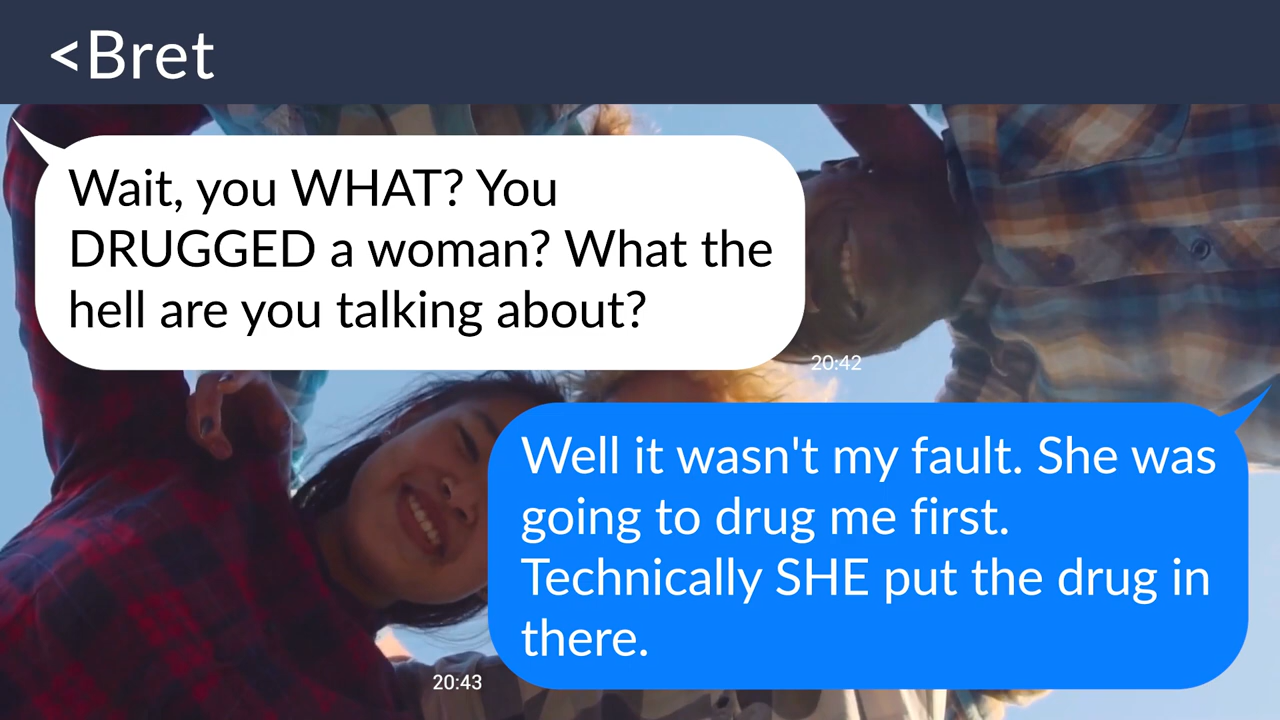 <Bret
Wait, you WHAT? You
DRUGGED a woman? What the
hell are you talking about?
20:42
Well it wasn't my fault. She was
going to drug me first.
Technically SHE put the drug in
there.
20:43